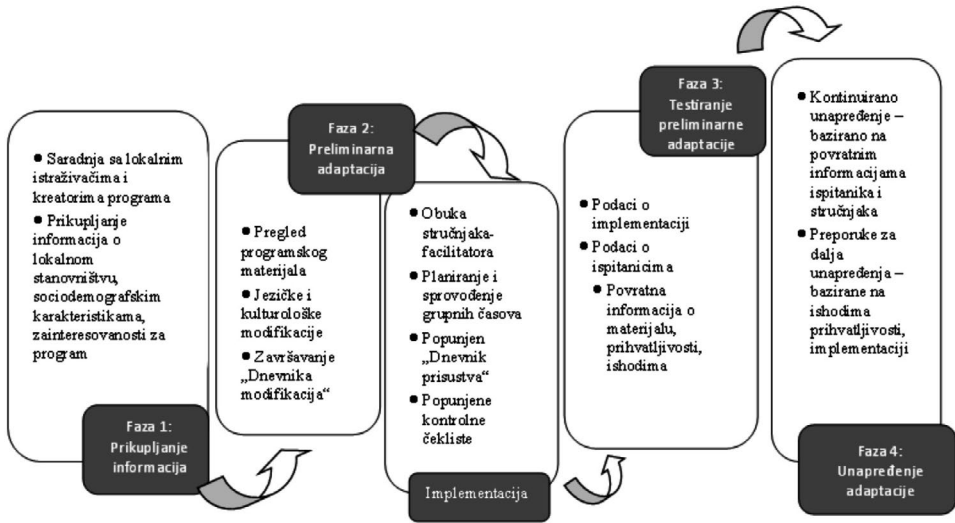 ● Saradnja sa lokalnim
istraživačima i
kreatorima programa
● Prikupljanje
informacija o
lokalnom
stanovništvu,
sociodemografskim
karakteristikama,
zainteresovanosti za
program
Faza 1:
Prikupljanje
informacija
Faza 2:
Preliminarna
adaptacija
● Pregled
programskog
materijala
● Jezičke i
kulturološke
modifikacije
● Završavanje
„Dnevnika
modifikacija“
● Obuka
stručnjaka-
facilitatora
● Planiranje i
sprovođenje
grupnih časova
● Popunjen
„Dnevnik
prisustva“
● Popunjene
kontrolne
čekliste
Implementacija
Faza 3:
Testiranje
preliminarne
adaptacije
● Podaci o
implementaciji
● Podaci o
ispitanicima
● Povratna
informacija o
materijalu,
prihvatljivosti,
ishodima
● Kontinuirano
unapređenje –
bazirano na
povratnim
informacijama
ispitanika i
stručnjaka
● Preporuke za
dalja
unapređenja –
bazirane na
ishodima
prihvatljivosti,
implementaciji
Faza 4:
Unapređenje
adaptacije